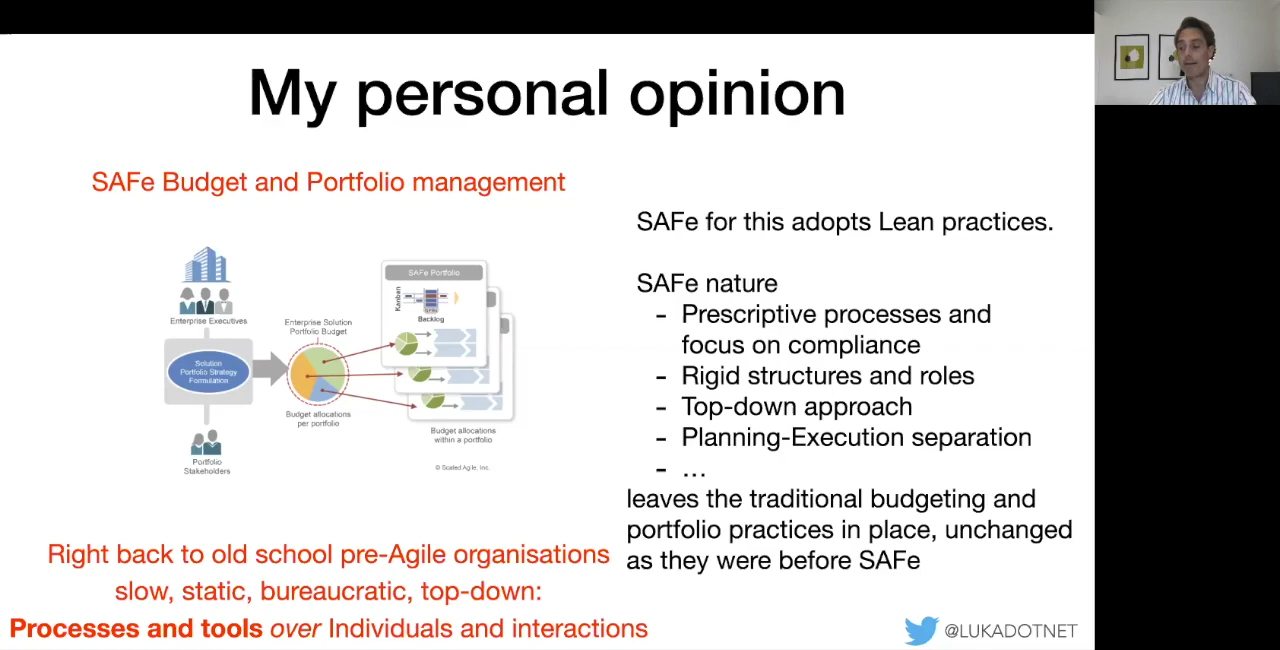 My personal opinion
SAFe Budget and Portfolio management
Enterprise Executives
Solution
Portfolio Strategy
Formulation
Portfolio
Stakeholders
Enterprise Solution
Portfolio Budget
Budget allocations
per portfolio
SAFe Portfolio
Kanban
Backlog
Budget allocations
within a portfolio
© Scaled Agile, Inc.
SAFe for this adopts Lean practices.
SAFe nature
- Prescriptive processes and
focus on compliance
- Rigid structures and roles
- Top-down approach
- Planning-Execution separation
- ...
leaves the traditional budgeting and
portfolio practices in place, unchanged
as they were before SAFe
Right back to old school pre-Agile organisations
slow, static, bureaucratic, top-down:
Processes and tools over Individuals and interactions
@LUKADOTNET